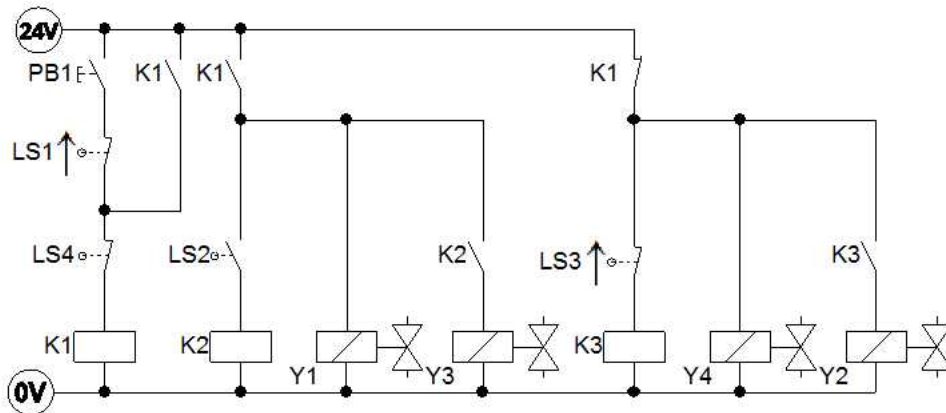 24V
PB1 K1 K1 K1
LS1
LS4 LS2 K2 LS3 K3
K1 K2 Y1 Y3 K3 Y4 Y2
0V